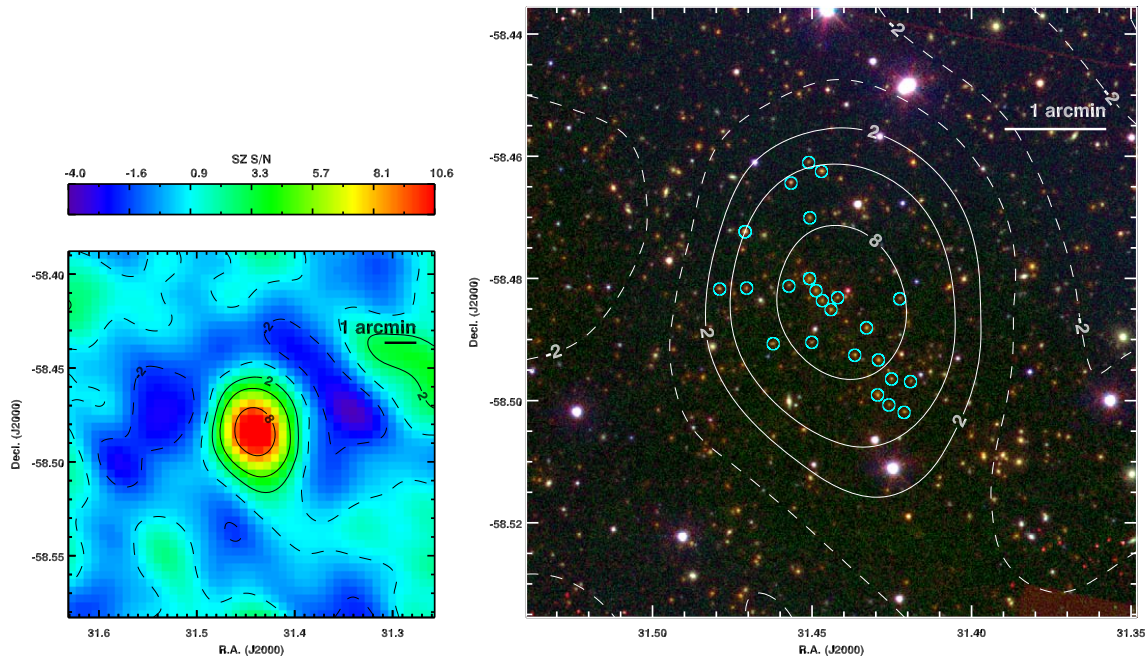 SZ S/N
-4.0 -1.6 0.9 3.3 5.7 8.1 10.6
-58.40
-58.45
-58.50
-58.55
Decl. (J2000)
1 arcmin
-2
-2
2
8
2
31.6 31.5 31.4 31.3
R.A. (J2000)
-58.44
-58.46
-58.48
-58.50
-58.52
Decl. (J2000)
-2
-2
1 arcmin
2
8
-2
2
-2
2
31.50 31.45 31.40 31.35
R.A. (J2000)